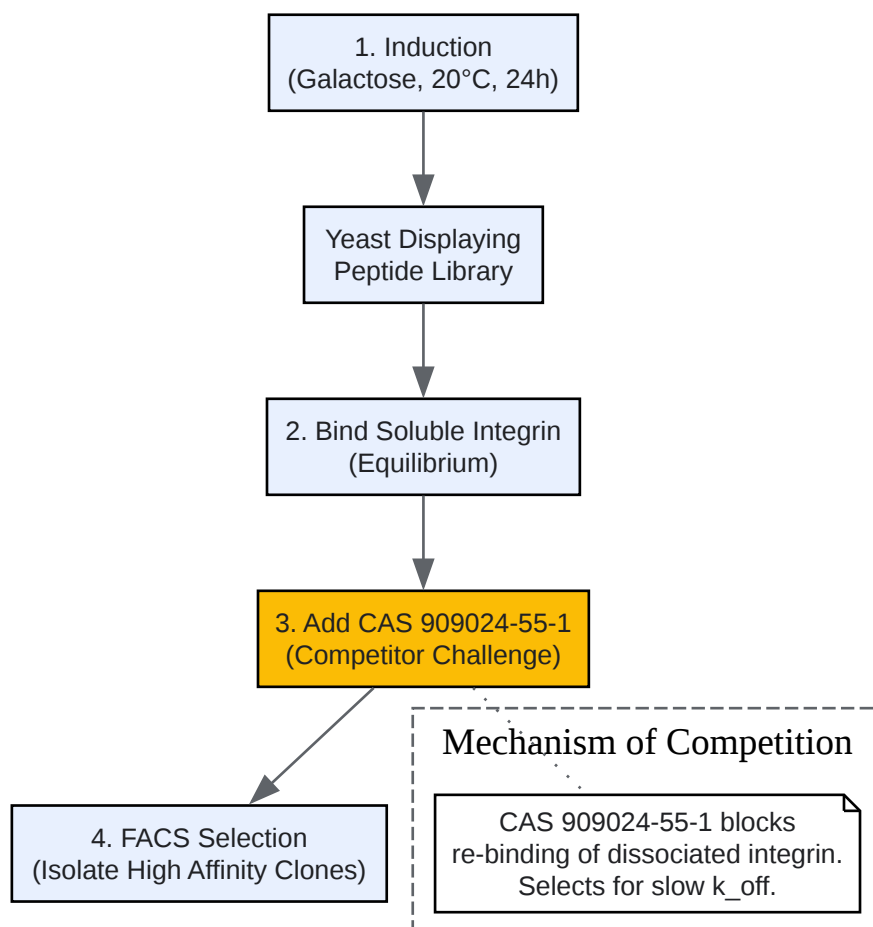 1. Induction
(Galactose, 20°C, 24h)
Yeast Displaying
Peptide Library
2. Bind Soluble Integrin
(Equilibrium)
3. Add CAS 909024-55-1
(Competitor Challenge)
Mechanism of Competition
4. FACS Selection
(Isolate High Affinity Clones)
CAS 909024-55-1 blocks
re-binding of dissociated integrin.
Selects for slow k_off.